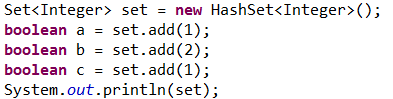 Set<Integer> set = new HashSet<Integer>();
boolean a = set.add(1);
boolean b = set.add(2);
boolean c = set.add(1);
System.out.println(set);